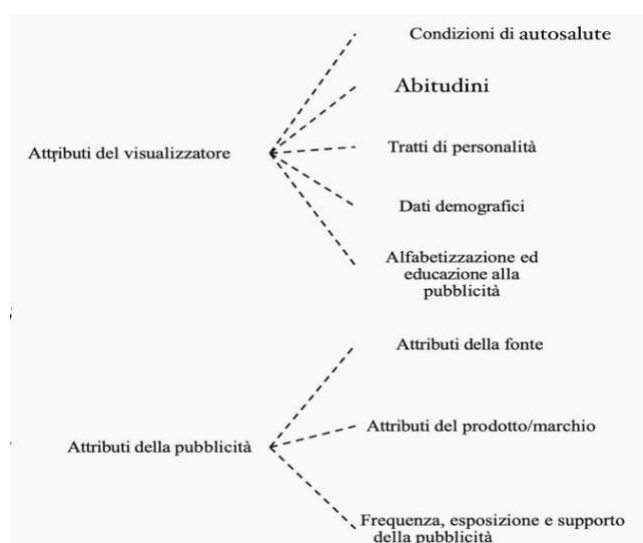 Condizioni di autosalute
Abitudini
Attributi del visualizzatore
Tratti di personalità
Dati demografici
Alfabetizzazione ed
educazione alla
pubblicità
Attributi della fonte
Attributi del prodotto/marchio
Attributi della pubblicità
Frequenza, esposizione e supporto
della pubblicità